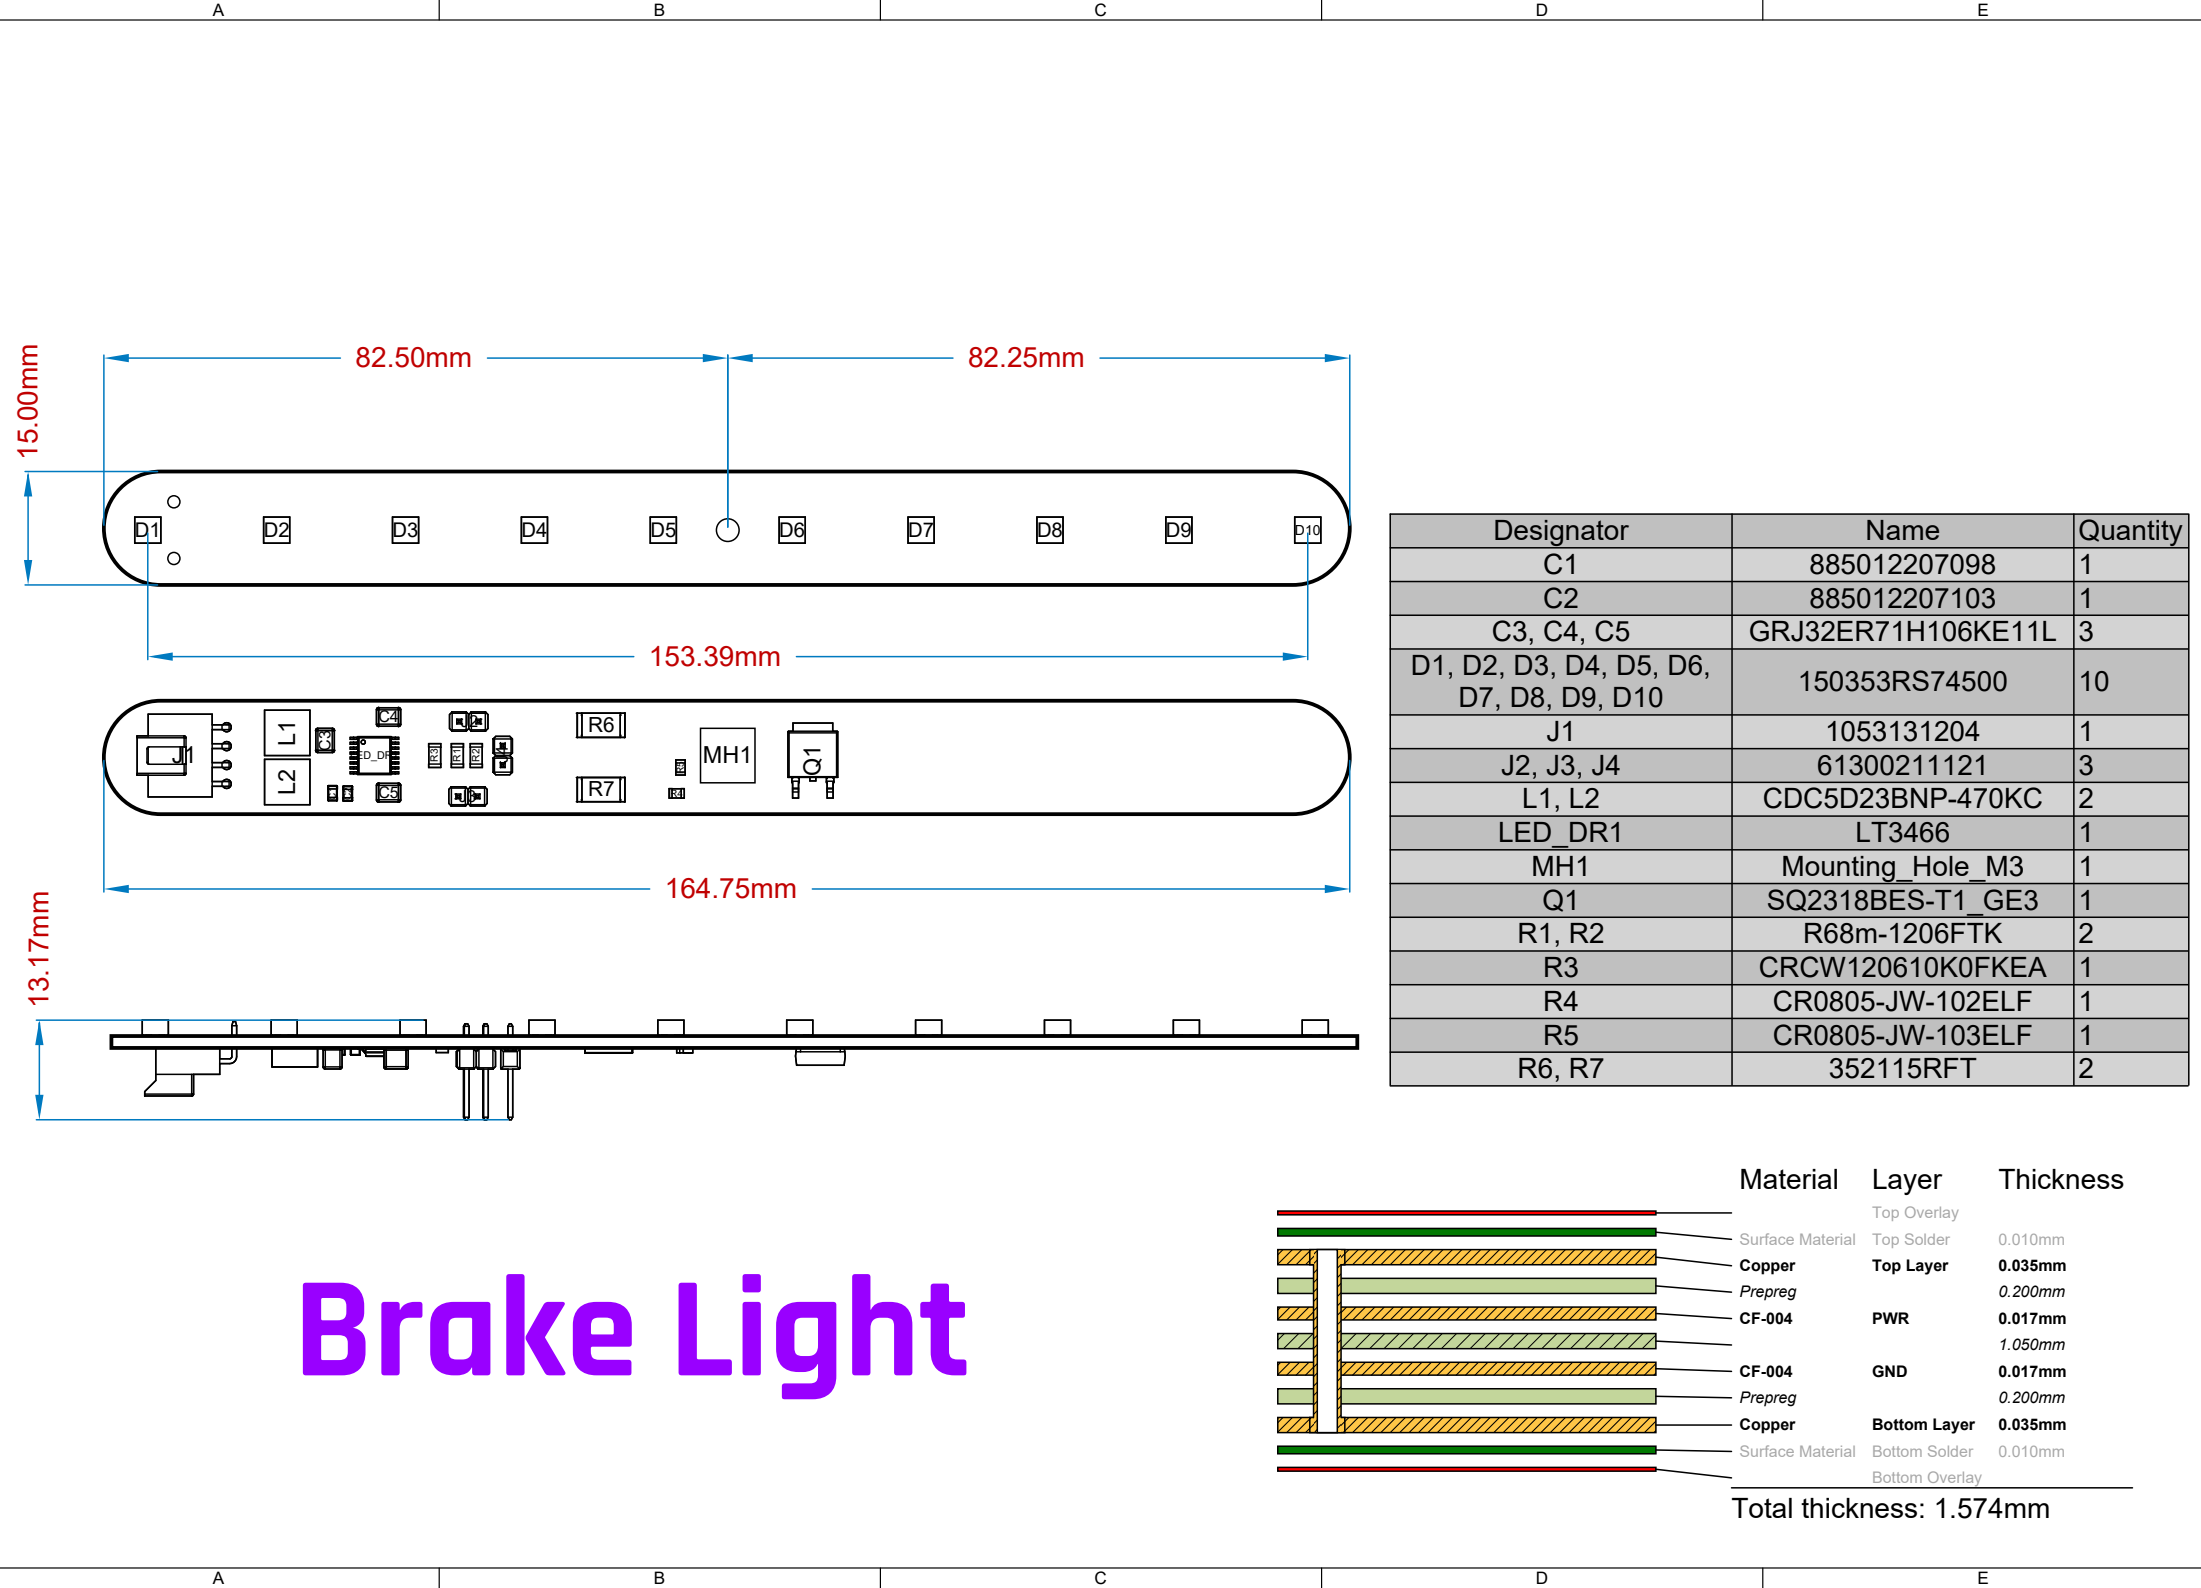 A B C D E
82.50mm 82.25mm
15.00mm
D1 D2 D3 D4 D5 D6 D7 D8 D9 D10
153.39mm
J1 L1 L2 C3 C4 C5 R3 R1 R2 R6 R7 R4 MH1 Q1
164.75mm
13.17mm
Designator Name Quantity
C1 885012207098 1
C2 885012207103 1
C3, C4, C5 GRJ32ER71H106KE11L 3
D1, D2, D3, D4, D5, D6,
D7, D8, D9, D10 150353RS74500 10
J1 1053131204 1
J2, J3, J4 61300211121 3
L1, L2 CDC5D23BNP-470KC 2
LED_DR1 LT3466 1
MH1 Mounting_Hole_M3 1
Q1 SQ2318BES-T1_GE3 1
R1, R2 R68m-1206FTK 2
R3 CRCW120610K0FKEA 1
R4 CR0805-JW-102ELF 1
R5 CR0805-JW-103ELF 1
R6, R7 352115RFT 2
Brake Light
Material Layer Thickness
Top Overlay
Surface Material Top Solder 0.010mm
Copper Top Layer 0.035mm
Prepreg 0.200mm
CF-004 PWR 0.017mm
1.050mm
CF-004 GND 0.017mm
Prepreg 0.200mm
Copper Bottom Layer 0.035mm
Surface Material Bottom Solder 0.010mm
Bottom Overlay
Total thickness: 1.574mm
A B C D E